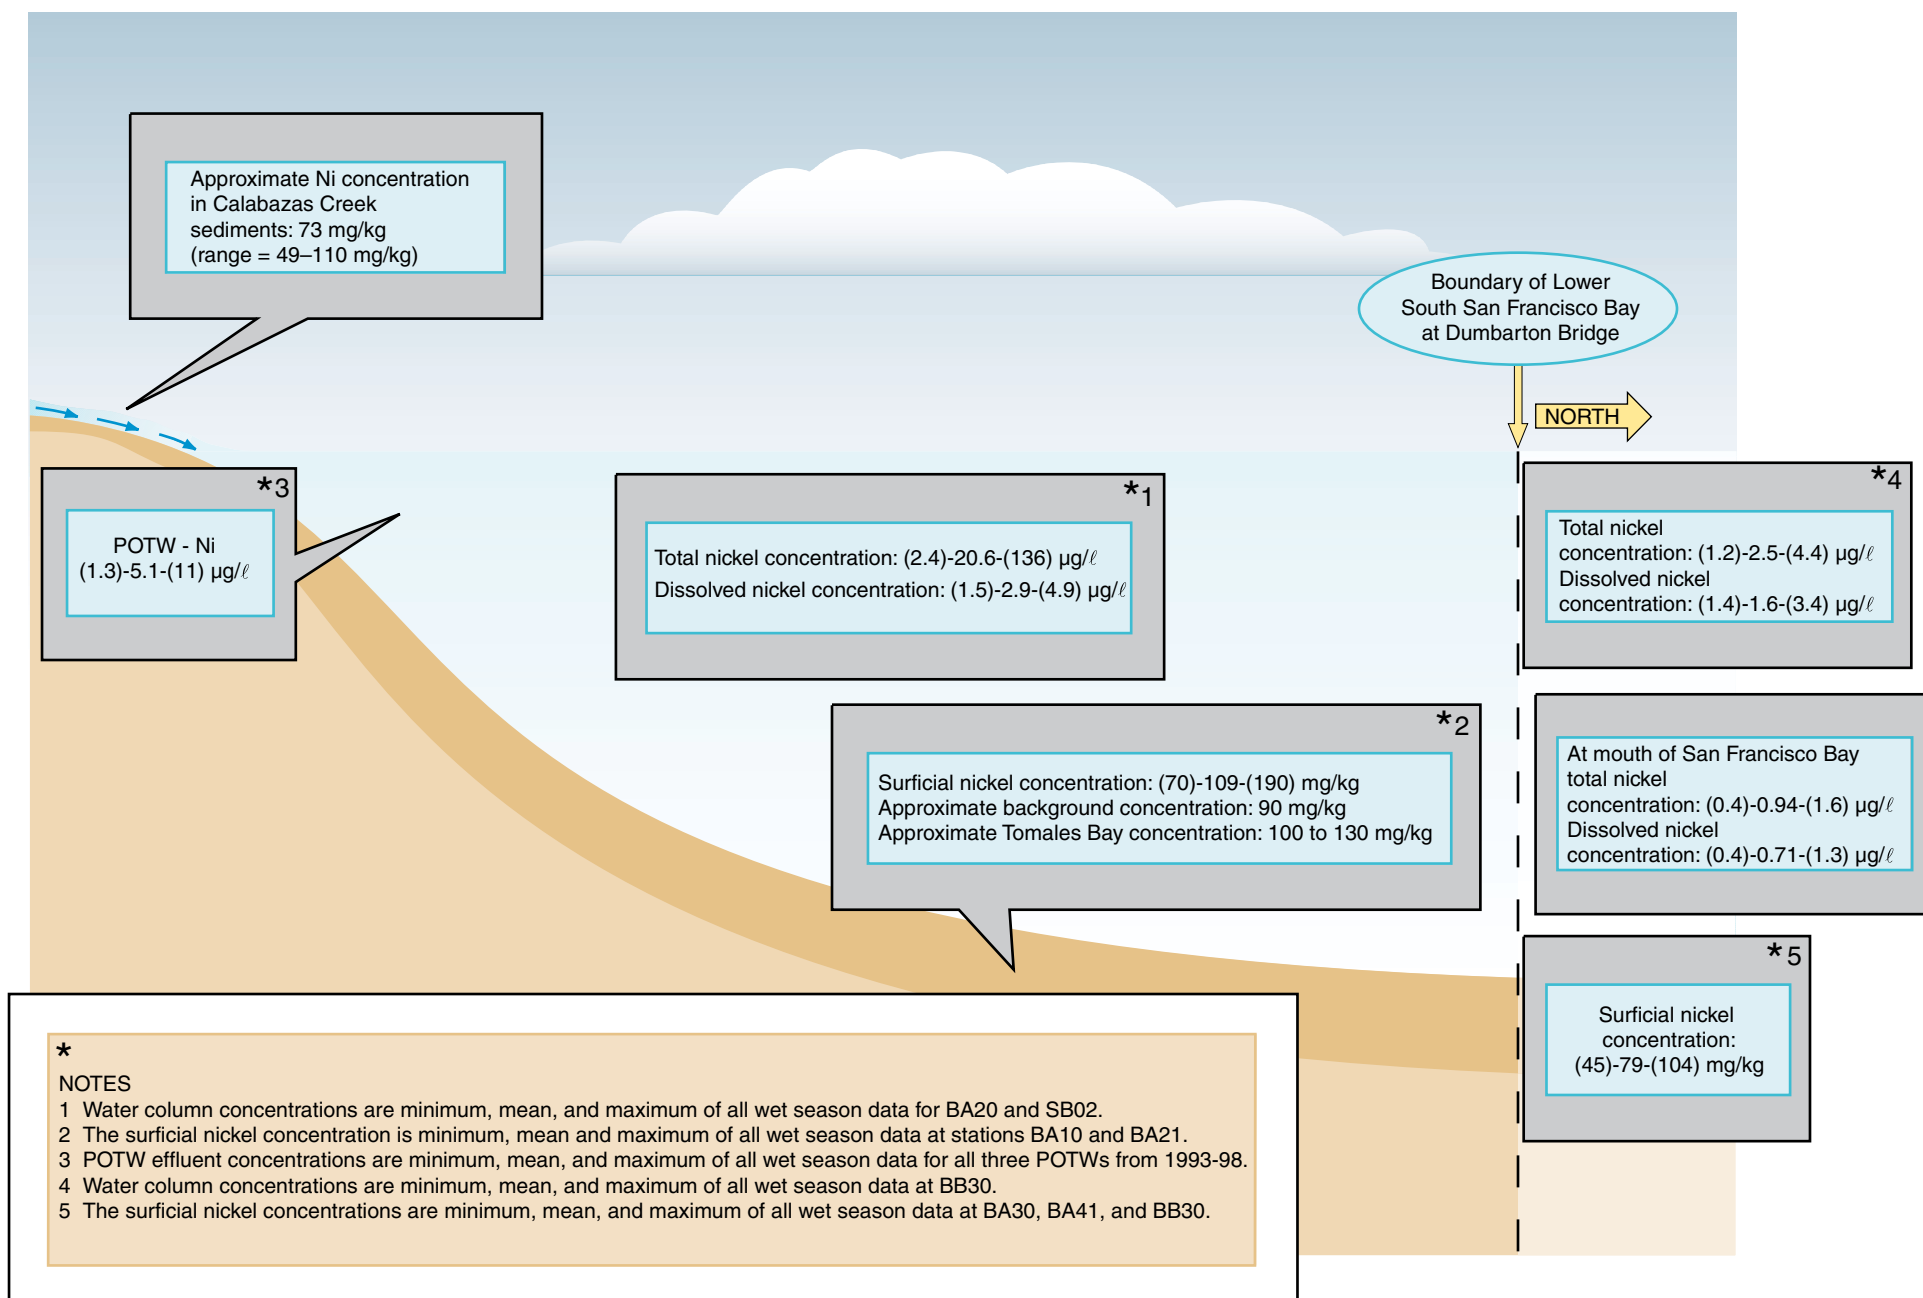 Approximate Ni concentration
in Calabazas Creek
sediments: 73 mg/kg
(range = 49–110 mg/kg)
Boundary of Lower
South San Francisco Bay
at Dumbarton Bridge
NORTH
*3
POTW - Ni
(1.3)-5.1-(11) µg/ℓ
*1
Total nickel concentration: (2.4)-20.6-(136) µg/ℓ
Dissolved nickel concentration: (1.5)-2.9-(4.9) µg/ℓ
*4
Total nickel
concentration: (1.2)-2.5-(4.4) µg/ℓ
Dissolved nickel
concentration: (1.4)-1.6-(3.4) µg/ℓ
*2
Surficial nickel concentration: (70)-109-(190) mg/kg
Approximate background concentration: 90 mg/kg
Approximate Tomales Bay concentration: 100 to 130 mg/kg
At mouth of San Francisco Bay
total nickel
concentration: (0.4)-0.94-(1.6) µg/ℓ
Dissolved nickel
concentration: (0.4)-0.71-(1.3) µg/ℓ
*5
Surficial nickel
concentration:
(45)-79-(104) mg/kg
*
NOTES
1 Water column concentrations are minimum, mean, and maximum of all wet season data for BA20 and SB02.
2 The surficial nickel concentration is minimum, mean and maximum of all wet season data at stations BA10 and BA21.
3 POTW effluent concentrations are minimum, mean, and maximum of all wet season data for all three POTWs from 1993-98.
4 Water column concentrations are minimum, mean, and maximum of all wet season data at BB30.
5 The surficial nickel concentrations are minimum, mean, and maximum of all wet season data at BA30, BA41, and BB30.